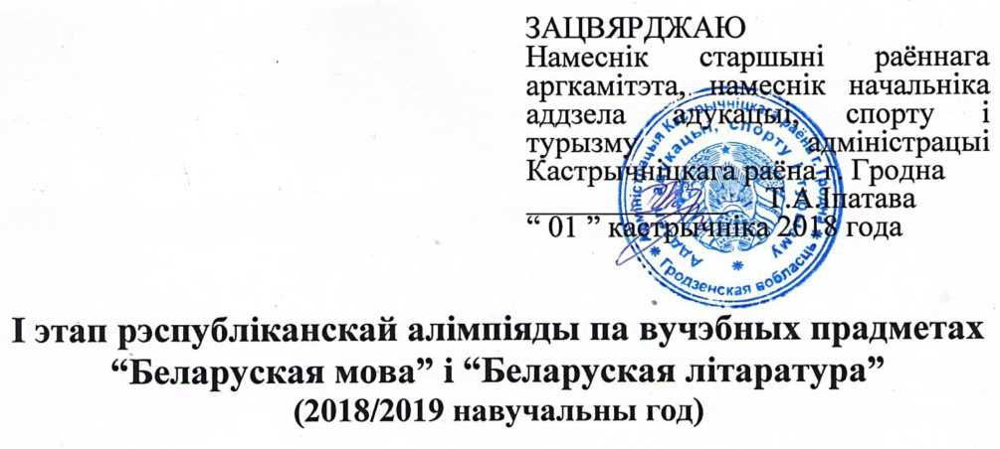 ЗАЦВЯРДЖАЮ
Намеснік старшыні раённага
аргкамітэта, намеснік начальніка
аддзела адукацыі, спорту і
турызму адміністрацыі
Кастрычніцкага раёна г. Гродна
Т.А.Іпатава
“ 01 ” кастрычніка 2018 года
Гродзенская вобласць
І этап рэспубліканскай алімпіяды па вучэбных прадметах
“Беларуская мова” і “Беларуская літаратура”
(2018/2019 навучальны год)